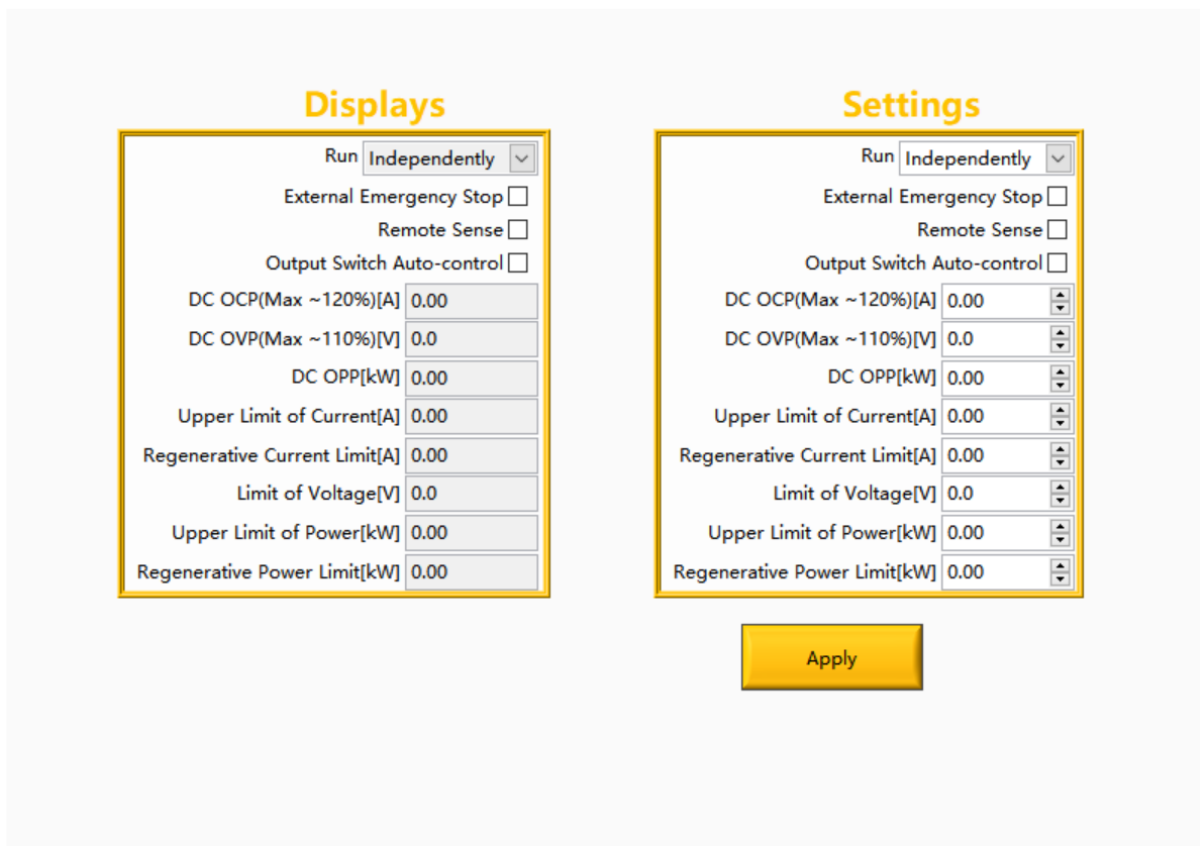 Displays
Run Independently
External Emergency Stop
Remote Sense
Output Switch Auto-control
DC OCP(Max ~120%)[A] 0.00
DC OVP(Max ~110%)[V] 0.0
DC OPP[kW] 0.00
Upper Limit of Current[A] 0.00
Regenerative Current Limit[A] 0.00
Limit of Voltage[V] 0.0
Upper Limit of Power[kW] 0.00
Regenerative Power Limit[kW] 0.00
Settings
Run Independently
External Emergency Stop
Remote Sense
Output Switch Auto-control
DC OCP(Max ~120%)[A] 0.00
DC OVP(Max ~110%)[V] 0.0
DC OPP[kW] 0.00
Upper Limit of Current[A] 0.00
Regenerative Current Limit[A] 0.00
Limit of Voltage[V] 0.0
Upper Limit of Power[kW] 0.00
Regenerative Power Limit[kW] 0.00
Apply